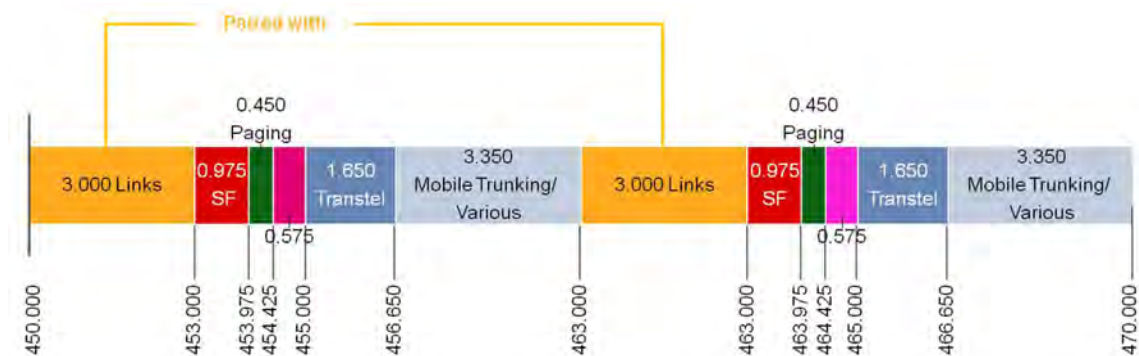 Paired with
0.450
Paging
0.450
Paging
3.000 Links
0.975
SF
1.650
Transtel
3.350
Mobile Trunking/
Various
3.000 Links
0.975
SF
1.650
Transtel
3.350
Mobile Trunking/
Various
0.575
0.575
450.000
453.000
453.975
454.425
455.000
456.650
463.000
463.000
463.975
464.425
465.000
466.650
470.000